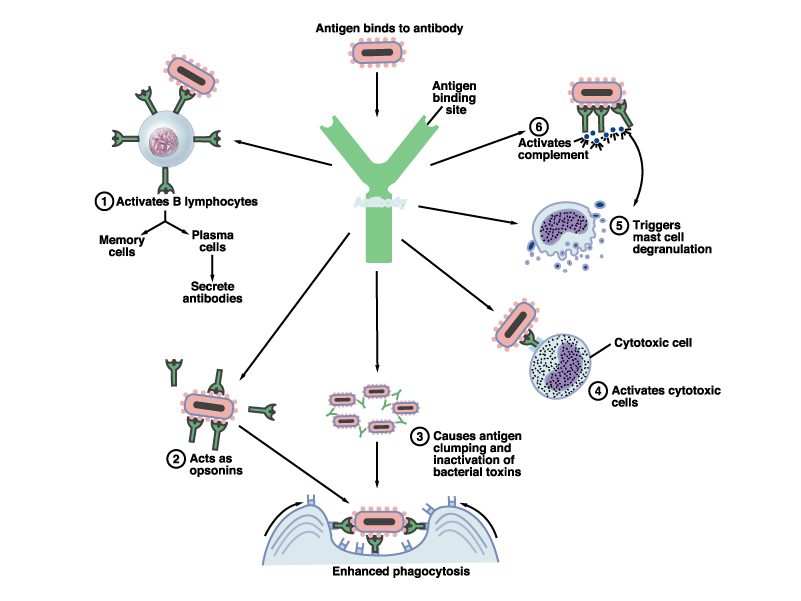 Antigen binds to antibody
Antigen
binding
site
Antibody
1 Activates B lymphocytes
Memory
cells
Plasma
cells
Secrete
antibodies
6
Activates
complement
5 Triggers
mast cell
degranulation
Cytotoxic cell
4 Activates cytotoxic
cells
3 Causes antigen
clumping and
inactivation of
bacterial toxins
2 Acts as
opsonins
Enhanced phagocytosis